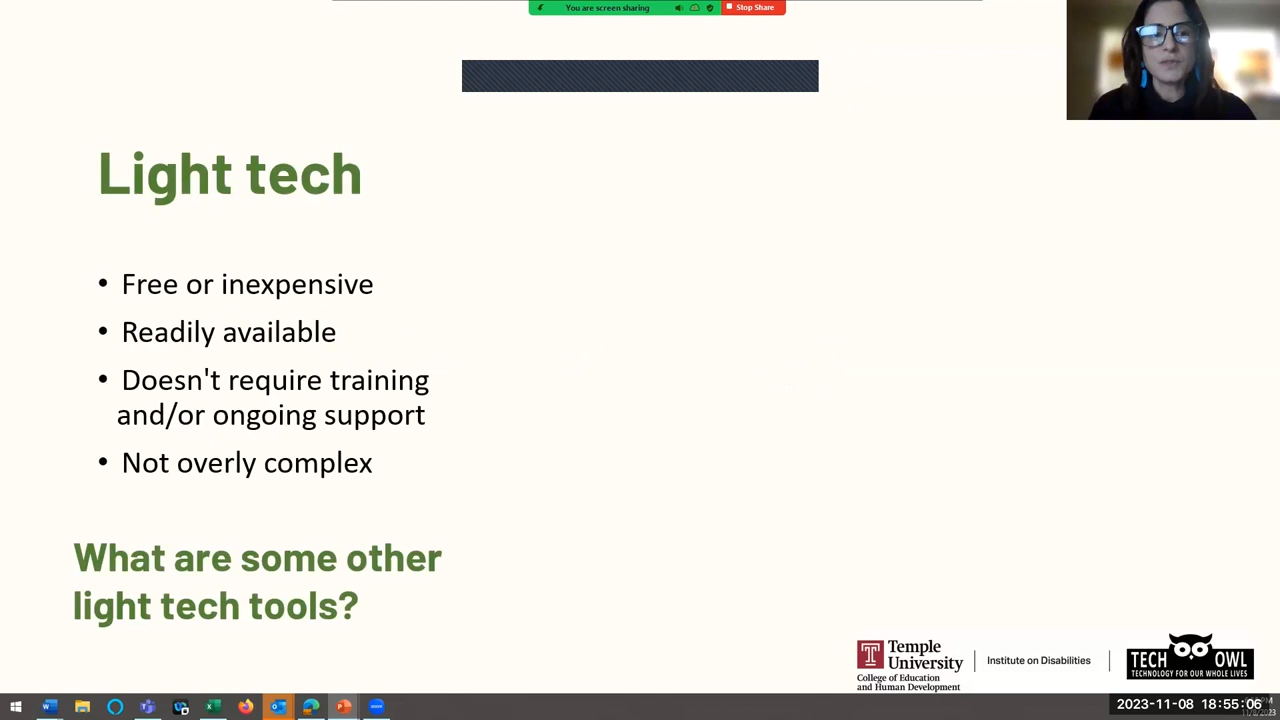 You are screen sharing
Stop Share
Light tech
• Free or inexpensive
• Readily available
• Doesn't require training
and/or ongoing support
• Not overly complex
What are some other
light tech tools?
Temple
University
College of Education
and Human Development
Institute on Disabilities
TECH OWL
TECHNOLOGY FOR OUR WHOLE LIVES
2023-11-08 18:55:06